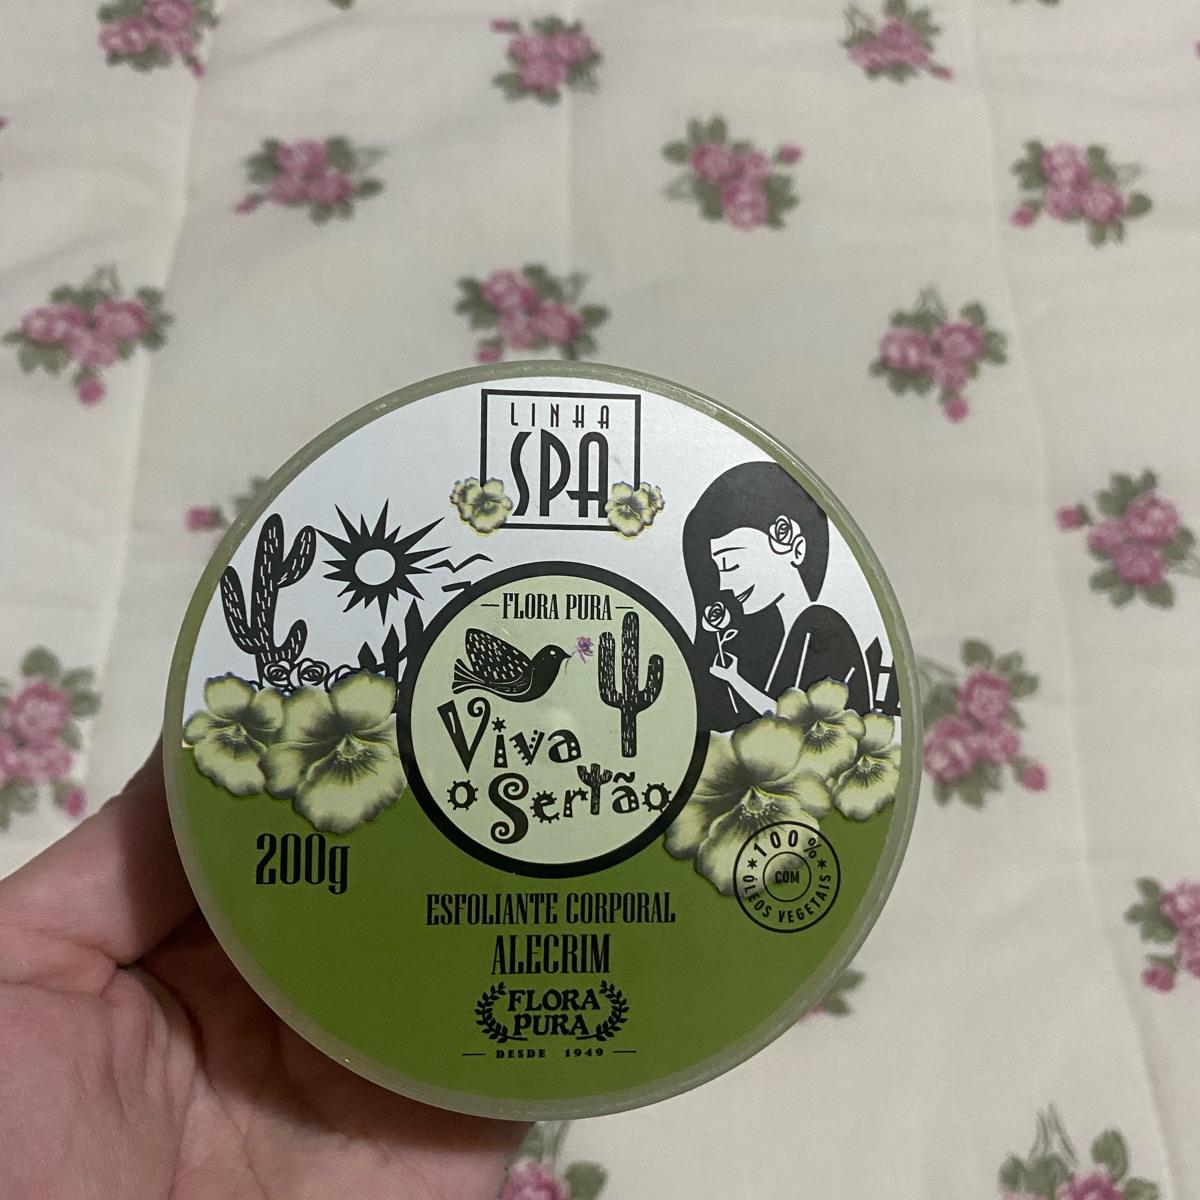 LINHA
SPA
FLORA PURA
Viva
o Sertão
200g
100%
COM
ÓLEOS VEGETAIS
ESFOLIANTE CORPORAL
ALECRIM
FLORA
PURA
DESDE 1949